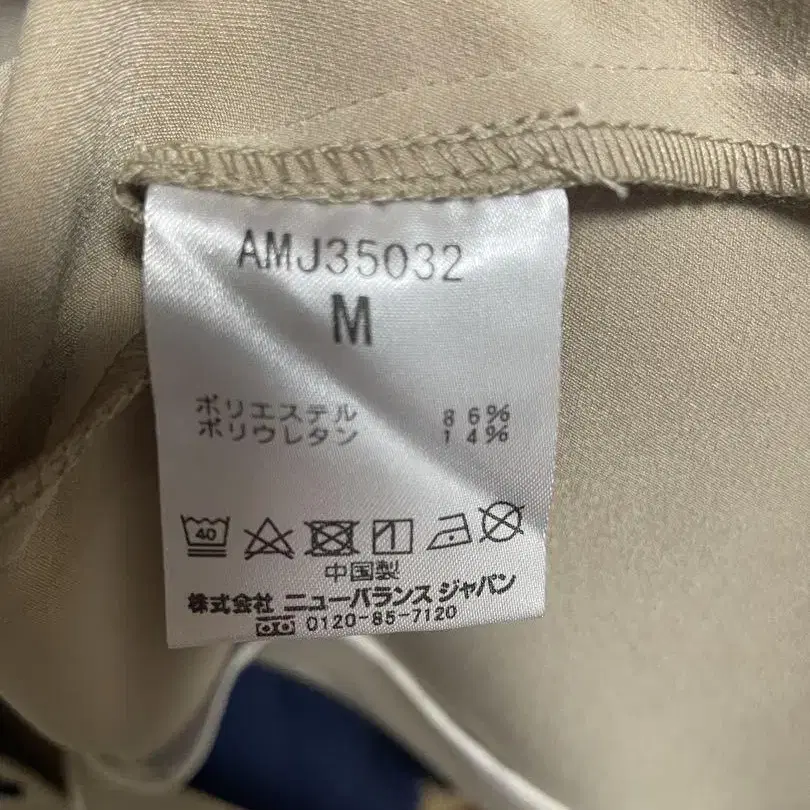 AMJ35032
M
ポリエステル 86%
ポリウレタン 14%
40
中国製
株式会社 ニューバランス ジャパン
0120-85-7120